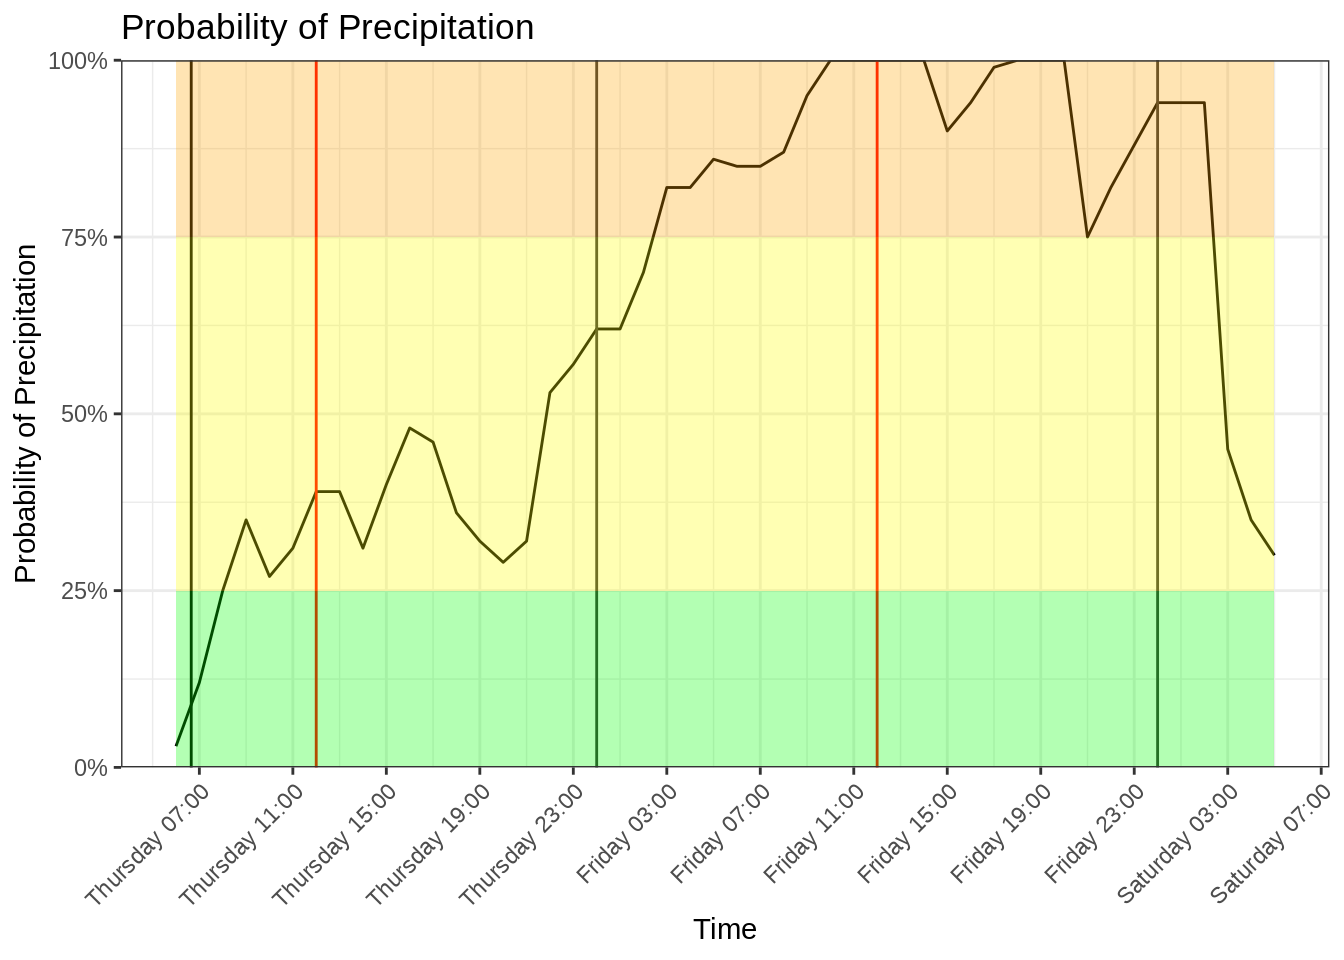 Probability of Precipitation
Probability of Precipitation
100%
75%
50%
25%
0%
Thursday 07:00
Thursday 11:00
Thursday 15:00
Thursday 19:00
Thursday 23:00
Friday 03:00
Friday 07:00
Friday 11:00
Friday 15:00
Friday 19:00
Friday 23:00
Saturday 03:00
Saturday 07:00
Time